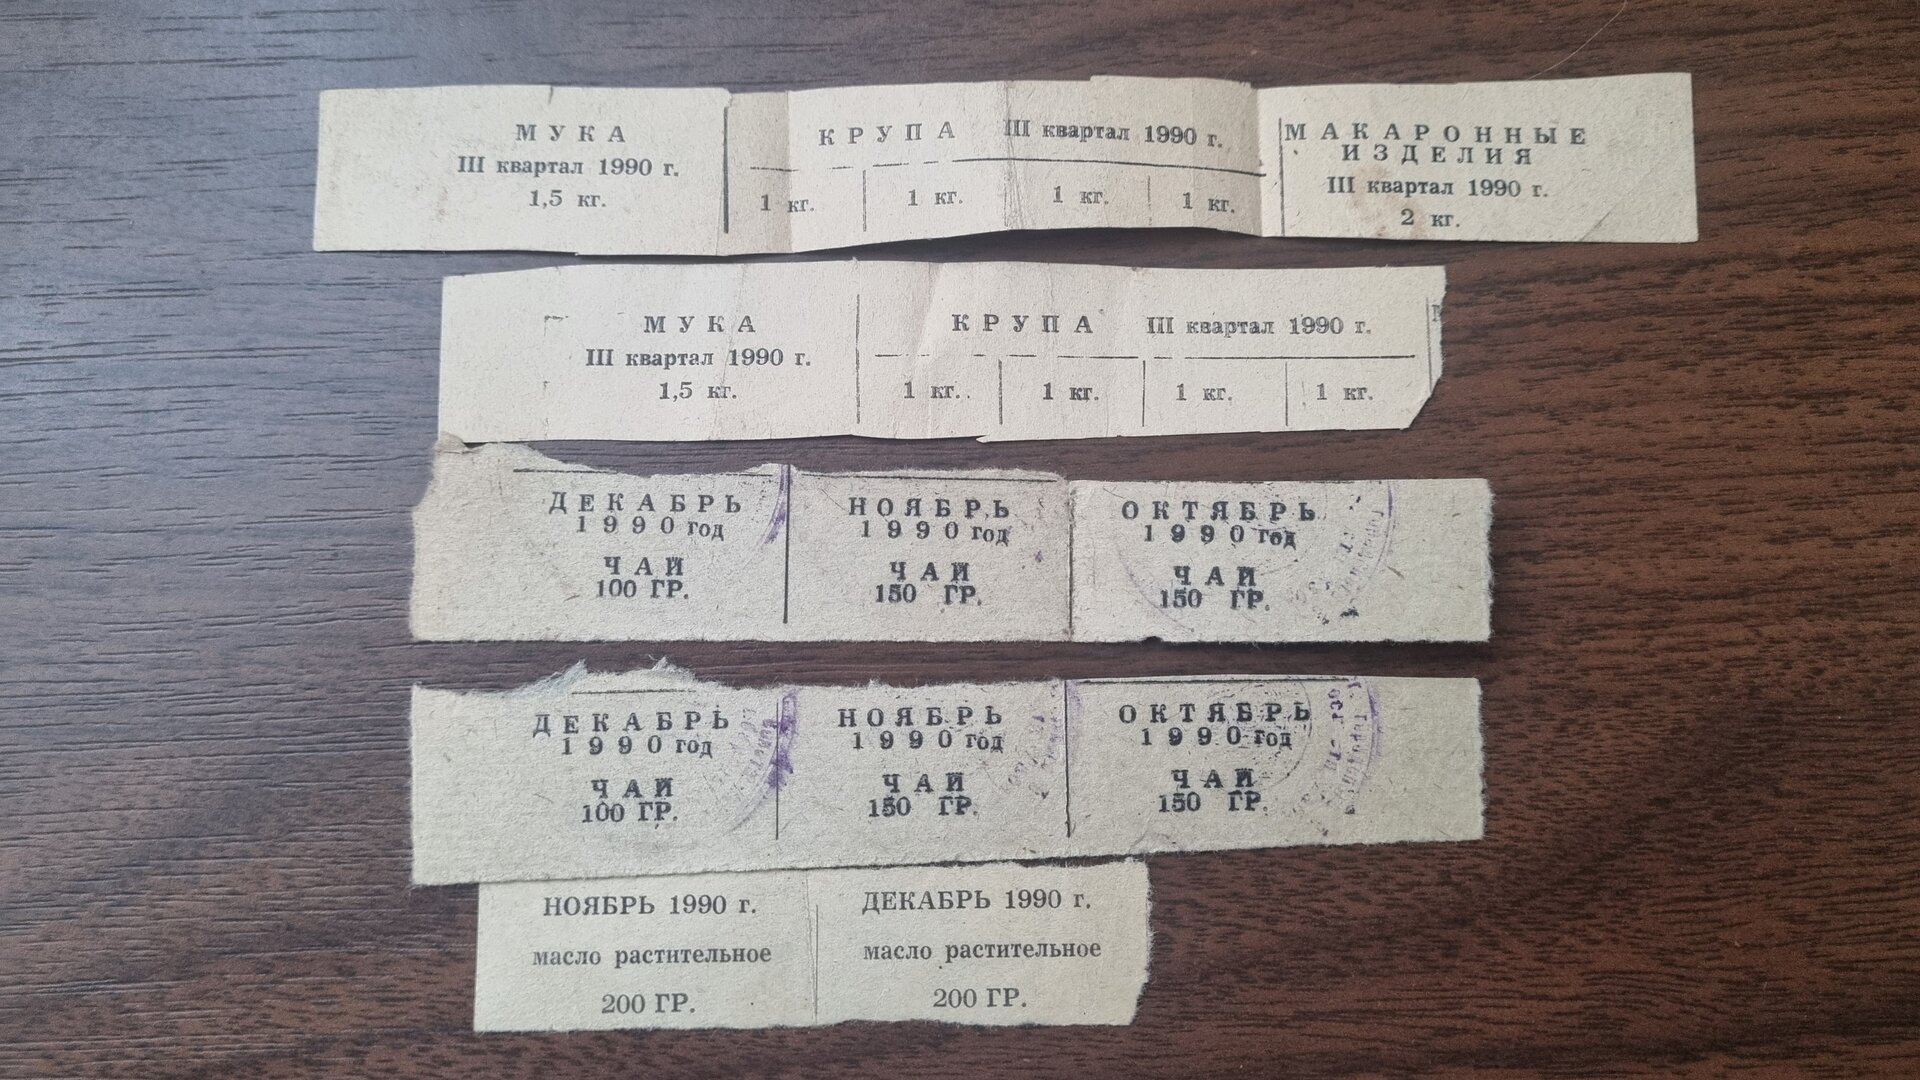 МУКА
III квартал 1990 г.
1,5 кг.
КРУПА III квартал 1990 г.
1 кг. 1 кг. 1 кг. 1 кг.
МАКАРОННЫЕ
ИЗДЕЛИЯ
III квартал 1990 г.
2 кг.
МУКА
III квартал 1990 г.
1,5 кг.
КРУПА III квартал 1990 г.
1 кг. 1 кг. 1 кг. 1 кг.
ДЕКАБРЬ
1990 год
ЧАЙ
100 ГР.
НОЯБРЬ
1990 год
ЧАЙ
150 ГР.
ОКТЯБРЬ
1990 год
ЧАЙ
150 ГР.
ДЕКАБРЬ
1990 год
ЧАЙ
100 ГР.
НОЯБРЬ
1990 год
ЧАЙ
150 ГР.
ОКТЯБРЬ
1990 год
ЧАЙ
150 ГР.
НОЯБРЬ 1990 г.
масло растительное
200 ГР.
ДЕКАБРЬ 1990 г.
масло растительное
200 ГР.